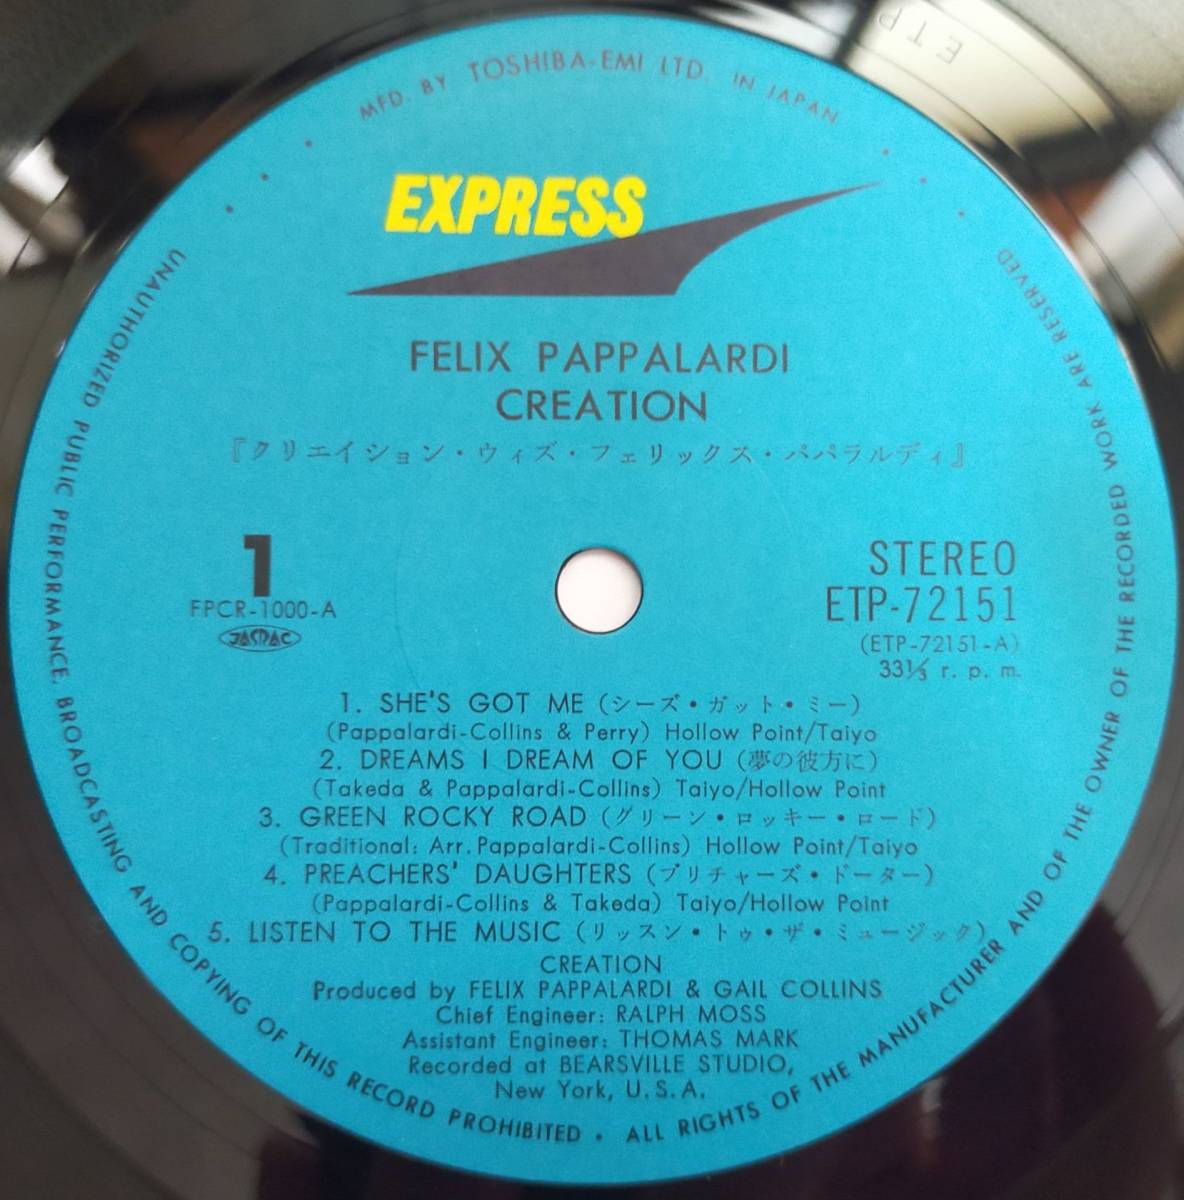 MFD. BY TOSHIBA-EMI LTD. IN JAPAN
ETP
EXPRESS
FELIX PAPPALARDI
CREATION
『クリエイション・ウィズ・フェリックス・パパラルディ』
1
FPCR-1000-A
JASRAC
STEREO
ETP-72151
(ETP-72151-A)
33⅓ r. p. m.
1. SHE'S GOT ME (シーズ・ガット・ミー)
(Pappalardi-Collins & Perry) Hollow Point/Taiyo
2. DREAMS I DREAM OF YOU (夢の彼方に)
(Takeda & Pappalardi-Collins) Taiyo/Hollow Point
3. GREEN ROCKY ROAD (グリーン・ロッキー・ロード)
(Traditional: Arr. Pappalardi-Collins) Hollow Point/Taiyo
4. PREACHERS' DAUGHTERS (プリチャーズ・ドーター)
(Pappalardi-Collins & Takeda) Taiyo/Hollow Point
5. LISTEN TO THE MUSIC (リッスン・トゥ・ザ・ミュージック)
CREATION
Produced by FELIX PAPPALARDI & GAIL COLLINS
Chief Engineer: RALPH MOSS
Assistant Engineer: THOMAS MARK
Recorded at BEARSVILLE STUDIO,
New York, U.S.A.
UNAUTHORIZED PUBLIC PERFORMANCE, BROADCASTING AND COPYING OF THIS RECORD PROHIBITED • ALL RIGHTS OF THE MANUFACTURER AND OF THE OWNER OF THE RECORDED WORK ARE RESERVED